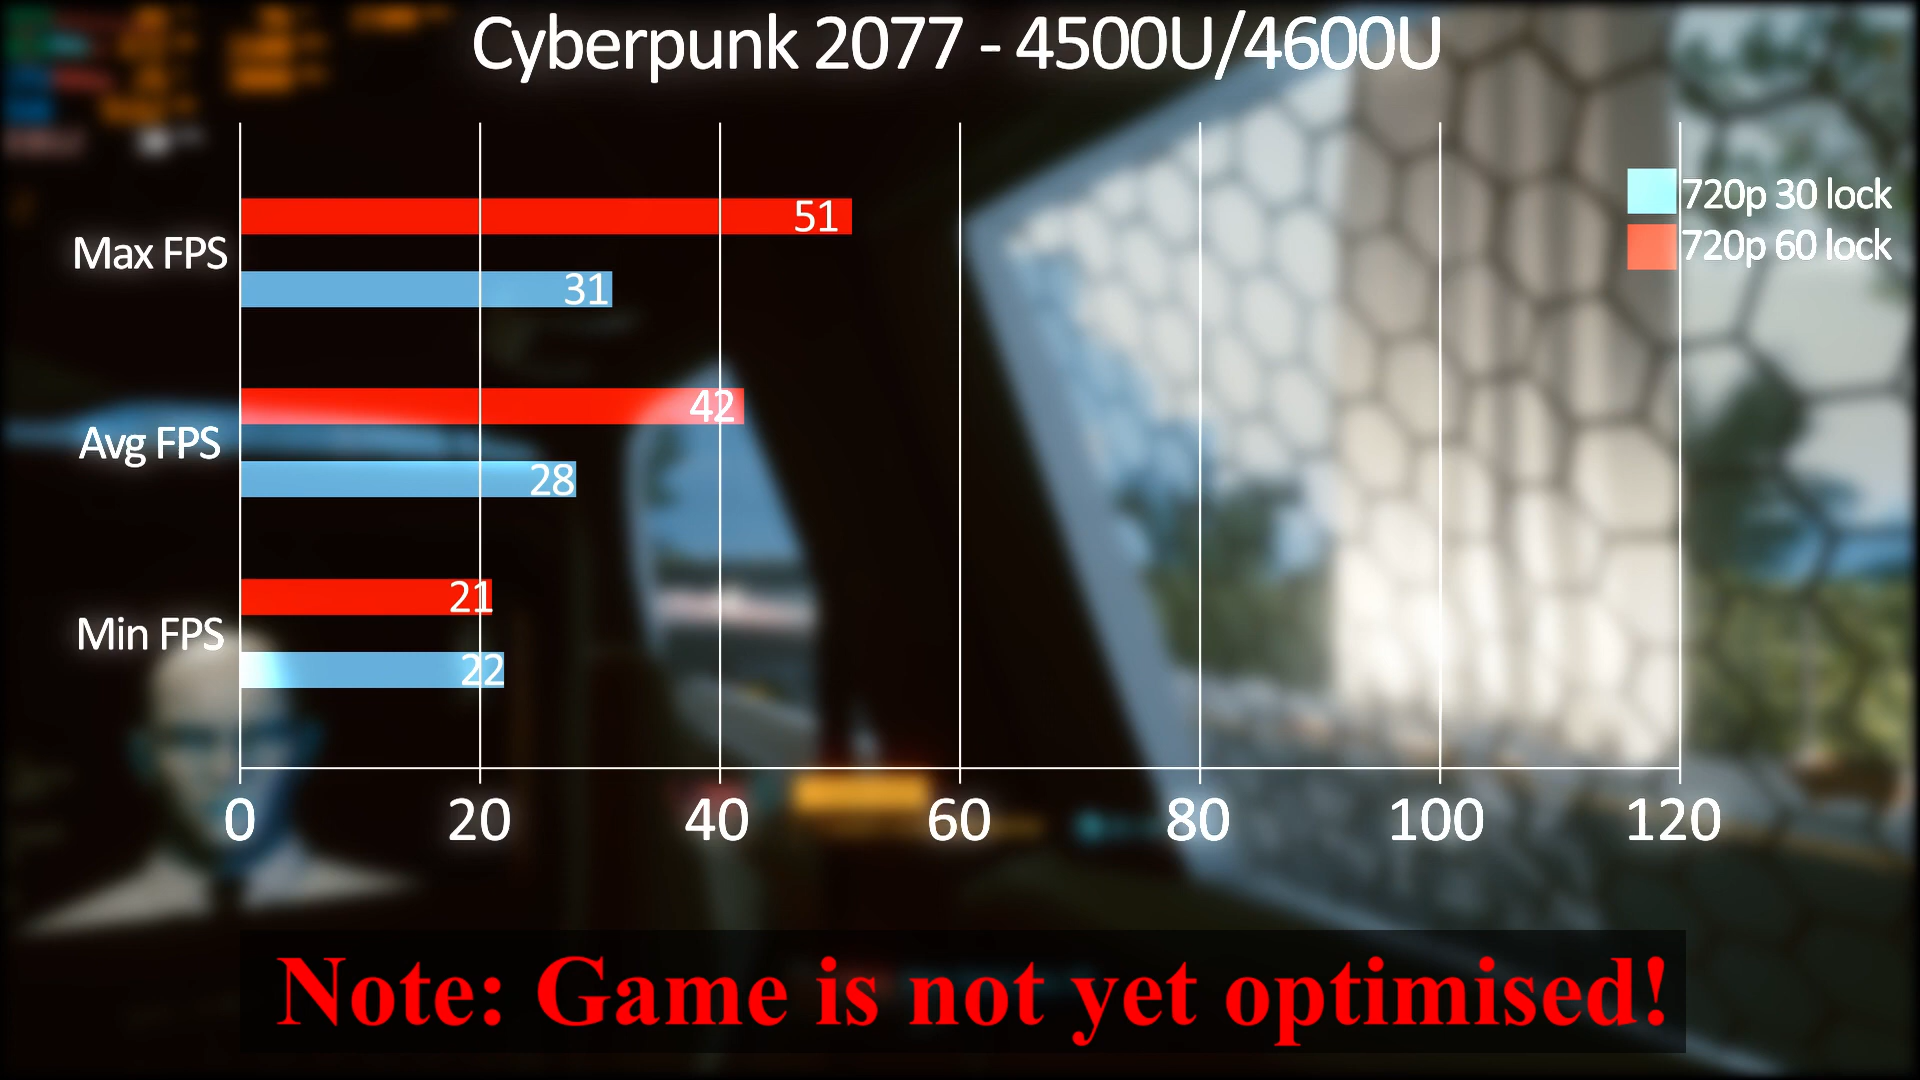 Cyberpunk 2077 - 4500U/4600U
720p 30 lock
720p 60 lock
Max FPS
51
31
Avg FPS
42
28
Min FPS
21
22
0 20 40 60 80 100 120
Note: Game is not yet optimised!